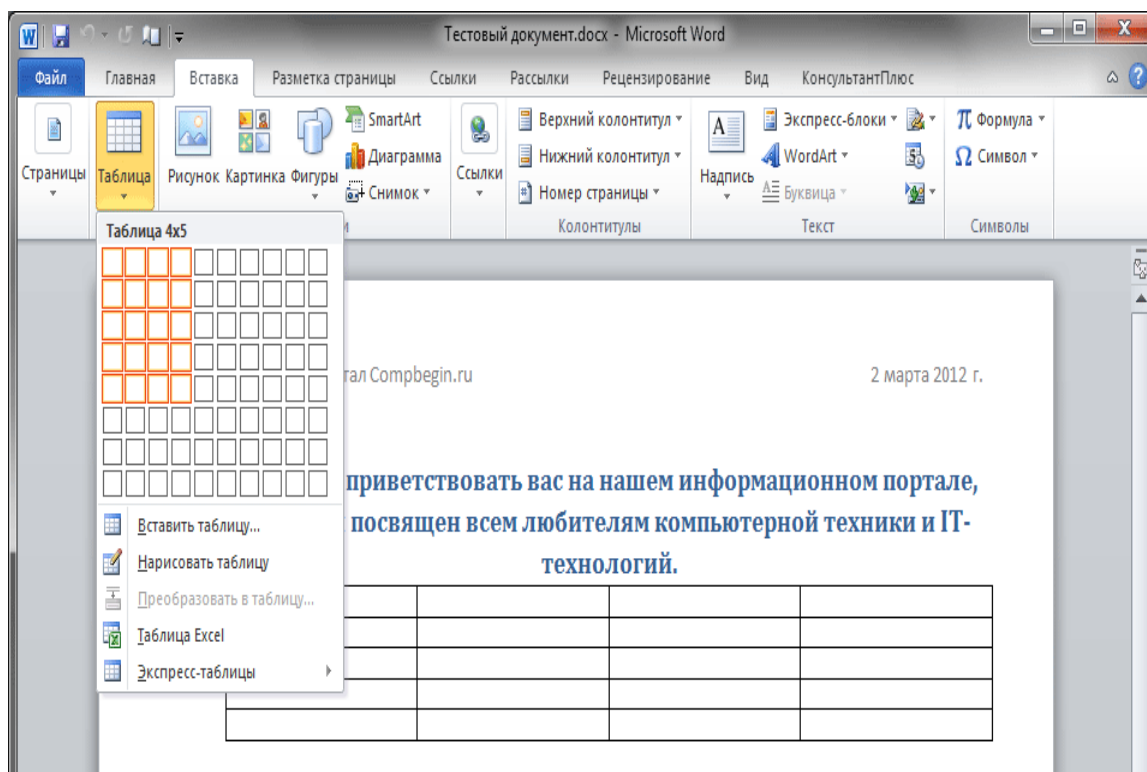 Тестовый документ.docx - Microsoft Word
Файл Главная Вставка Разметка страницы Ссылки Рассылки Рецензирование Вид КонсультантПлюс
Страницы
Таблица
Рисунок
Картинка
Фигуры
SmartArt
Диаграмма
Снимок
Ссылки
Верхний колонтитул
Нижний колонтитул
Номер страницы
Колонтитулы
Надпись
Экспресс-блоки
WordArt
Буквица
Текст
π Формула
Ω Символ
Символы
Таблица 4x5
Вставить таблицу...
Нарисовать таблицу
Преобразовать в таблицу...
Таблица Excel
Экспресс-таблицы
Compbegin.ru 2 марта 2012 г.
приветствовать вас на нашем информационном портале,
посвящен всем любителям компьютерной техники и IT-
технологий.